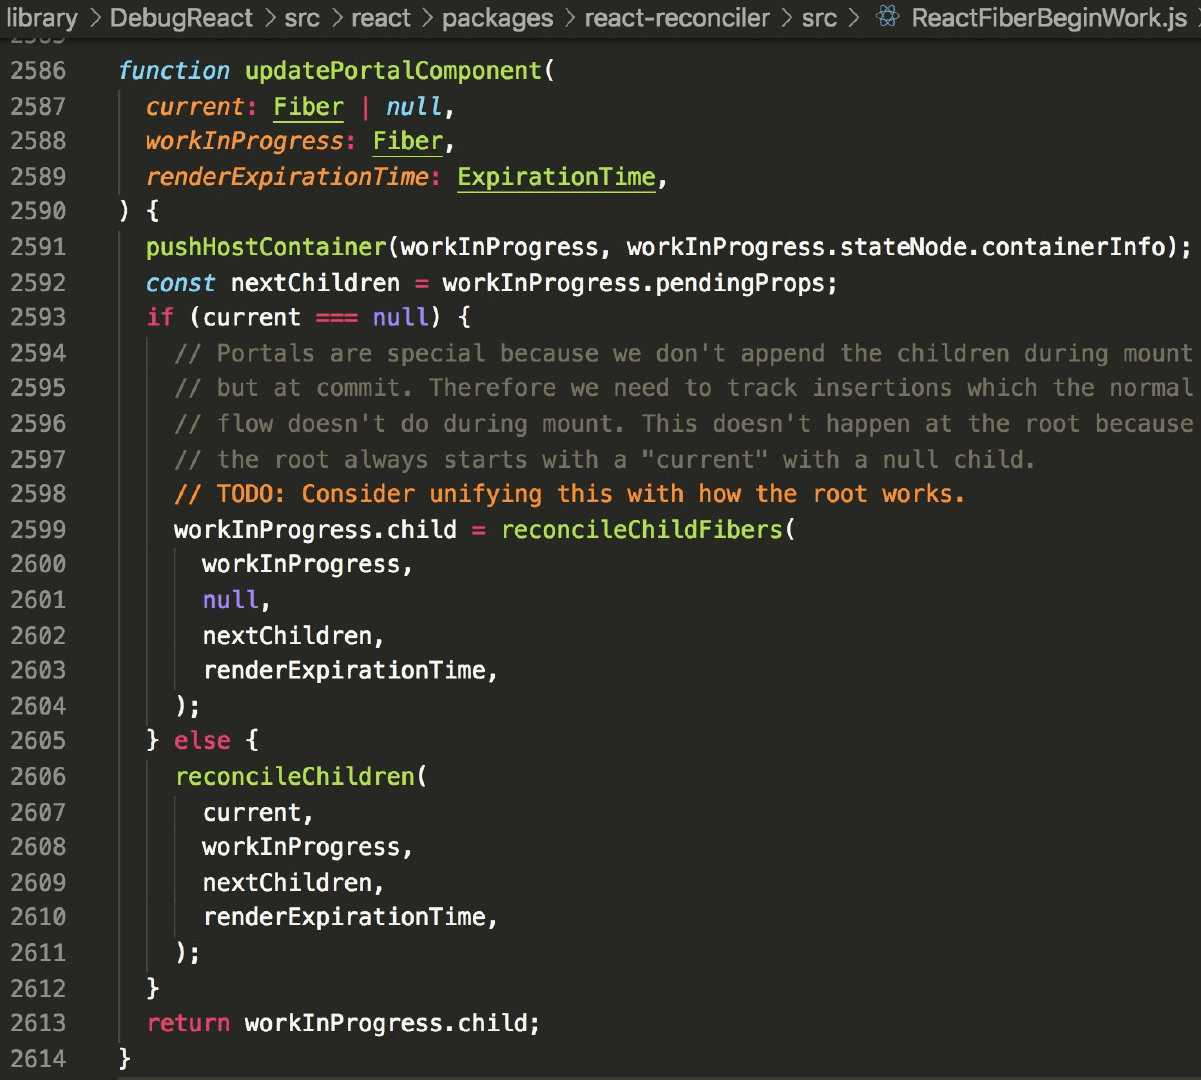 library > DebugReact > src > react > packages > react-reconciler > src > ReactFiberBeginWork.js
2586 function updatePortalComponent(
2587   current: Fiber | null,
2588   workInProgress: Fiber,
2589   renderExpirationTime: ExpirationTime,
2590 ) {
2591   pushHostContainer(workInProgress, workInProgress.stateNode.containerInfo);
2592   const nextChildren = workInProgress.pendingProps;
2593   if (current === null) {
2594     // Portals are special because we don't append the children during mount
2595     // but at commit. Therefore we need to track insertions which the normal
2596     // flow doesn't do during mount. This doesn't happen at the root because
2597     // the root always starts with a "current" with a null child.
2598     // TODO: Consider unifying this with how the root works.
2599     workInProgress.child = reconcileChildFibers(
2600       workInProgress,
2601       null,
2602       nextChildren,
2603       renderExpirationTime,
2604     );
2605   } else {
2606     reconcileChildren(
2607       current,
2608       workInProgress,
2609       nextChildren,
2610       renderExpirationTime,
2611     );
2612   }
2613   return workInProgress.child;
2614 }